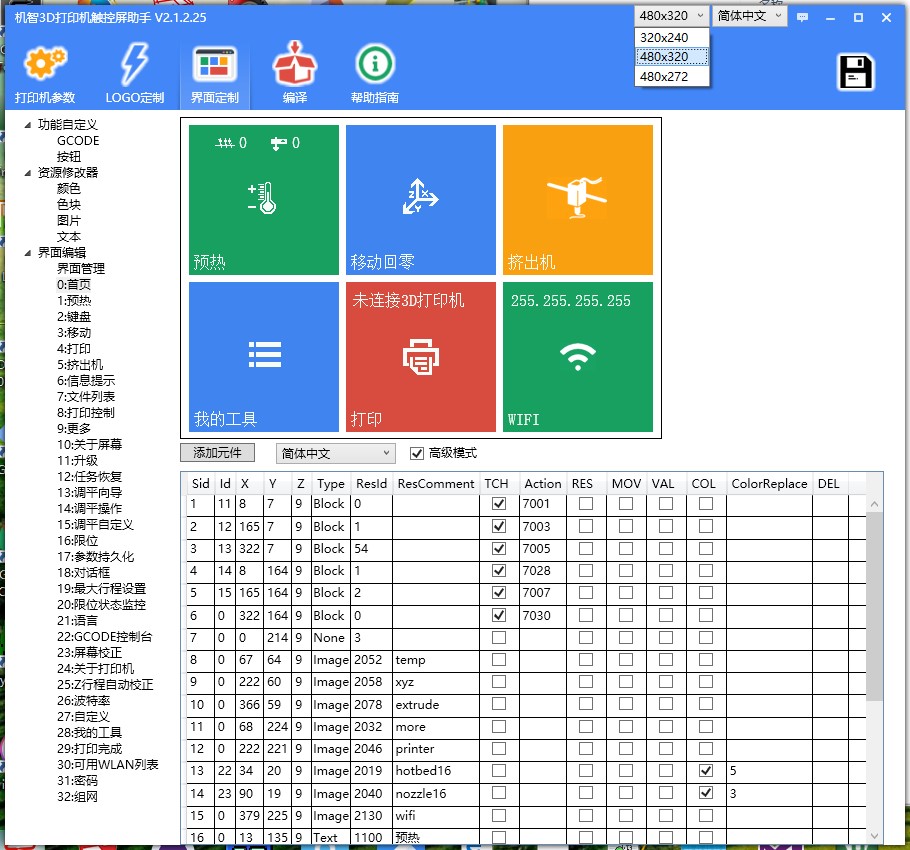 机智3D打印机触控屏助手 V2.1.2.25
480x320
简体中文
320x240
480x320
480x272
打印机参数
LOGO定制
界面定制
编译
帮助指南
功能自定义
GCODE
按钮
资源修改器
颜色
色块
图片
文本
界面编辑
界面管理
0:首页
1:预热
2:键盘
3:移动
4:打印
5:挤出机
6:信息提示
7:文件列表
8:打印控制
9:更多
10:关于屏幕
11:升级
12:任务恢复
13:调平向导
14:调平操作
15:调平自定义
16:限位
17:参数持久化
18:对话框
19:最大行程设置
20:限位状态监控
21:语言
22:GCODE控制台
23:屏幕校正
24:关于打印机
25:Z行程自动校正
26:波特率
27:自定义
28:我的工具
29:打印完成
30:可用WLAN列表
31:密码
32:组网
0 0
预热
移动回零
挤出机
我的工具
未连接3D打印机
打印
255.255.255.255
WIFI
添加元件
简体中文
高级模式
Sid Id X Y Z Type ResId ResComment TCH Action RES MOV VAL COL ColorReplace DEL
1 11 8 7 9 Block 0 7001
2 12 165 7 9 Block 1 7003
3 13 322 7 9 Block 54 7005
4 14 8 164 9 Block 1 7028
5 15 165 164 9 Block 2 7007
6 0 322 164 9 Block 0 7030
7 0 0 214 9 None 3
8 0 67 64 9 Image 2052 temp
9 0 222 60 9 Image 2058 xyz
10 0 366 59 9 Image 2078 extrude
11 0 68 224 9 Image 2032 more
12 0 222 221 9 Image 2046 printer
13 22 34 20 9 Image 2019 hotbed16 5
14 23 90 19 9 Image 2040 nozzle16 3
15 0 379 225 9 Image 2130 wifi
16 0 13 135 9 Text 1100 预热